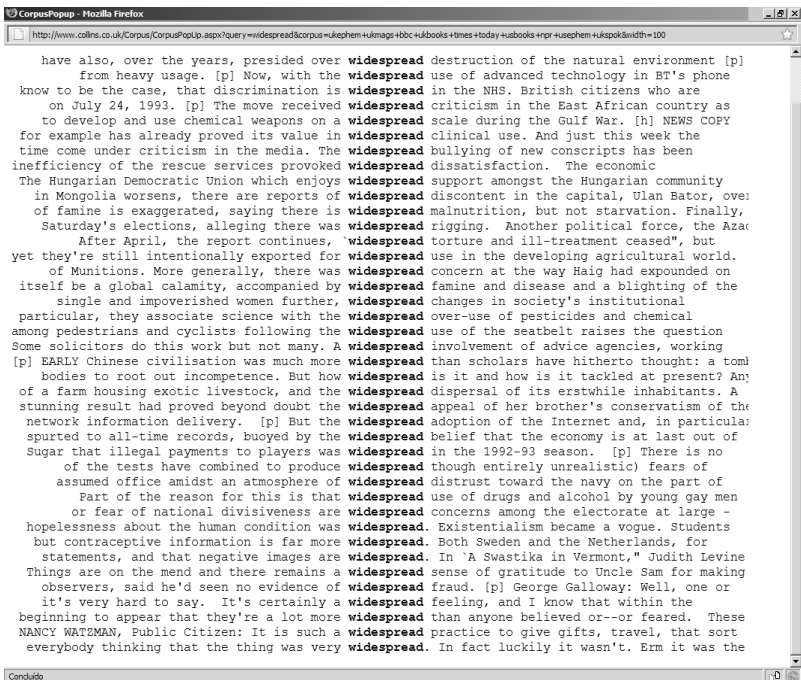 CorpusPopup - Mozilla Firefox
http://www.collins.co.uk/Corpus/CorpusPopUp.aspx?query=widespread&corpus=ukephem+ukmags+bbc+ukbooks+times+today+usbooks+npr+usephem+ukspok&width=100
have also, over the years, presided over widespread destruction of the natural environment [p]
from heavy usage. [p] Now, with the widespread use of advanced technology in BT's phone
know to be the case, that discrimination is widespread in the NHS. British citizens who are
on July 24, 1993. [p] The move received widespread criticism in the East African country as
to develop and use chemical weapons on a widespread scale during the Gulf War. [h] NEWS COPY
for example has already proved its value in widespread clinical use. And just this week the
time come under criticism in the media. The widespread bullying of new conscripts has been
inefficiency of the rescue services provoked widespread dissatisfaction. The economic
The Hungarian Democratic Union which enjoys widespread support amongst the Hungarian community
in Mongolia worsens, there are reports of widespread discontent in the capital, Ulan Bator, over
of famine is exaggerated, saying there is widespread malnutrition, but not starvation. Finally,
Saturday's elections, alleging there was widespread rigging. Another political force, the Azad
After April, the report continues, `widespread torture and ill-treatment ceased", but
yet they're still intentionally exported for widespread use in the developing agricultural world.
of Munitions. More generally, there was widespread concern at the way Haig had expounded on
itself be a global calamity, accompanied by widespread famine and disease and a blighting of the
single and impoverished women further, widespread changes in society's institutional
particular, they associate science with the widespread over-use of pesticides and chemical
among pedestrians and cyclists following the widespread use of the seatbelt raises the question
Some solicitors do this work but not many. A widespread involvement of advice agencies, working
[p] EARLY Chinese civilisation was much more widespread than scholars have hitherto thought: a tomb
bodies to root out incompetence. But how widespread is it and how is it tackled at present? Any
of a farm housing exotic livestock, and the widespread dispersal of its erstwhile inhabitants. A
stunning result had proved beyond doubt the widespread appeal of her brother's conservatism of the
network information delivery. [p] But the widespread adoption of the Internet and, in particular
spurted to all-time records, buoyed by the widespread belief that the economy is at last out of
Sugar that illegal payments to players was widespread in the 1992-93 season. [p] There is no
of the tests have combined to produce widespread though entirely unrealistic) fears of
assumed office amidst an atmosphere of widespread distrust toward the navy on the part of
Part of the reason for this is that widespread use of drugs and alcohol by young gay men
or fear of national divisiveness are widespread concerns among the electorate at large -
hopelessness about the human condition was widespread. Existentialism became a vogue. Students
but contraceptive information is far more widespread. Both Sweden and the Netherlands, for
statements, and that negative images are widespread. In `A Swastika in Vermont," Judith Levine
Things are on the mend and there remains a widespread sense of gratitude to Uncle Sam for making
observers, said he'd seen no evidence of widespread fraud. [p] George Galloway: Well, one or
it's very hard to say. It's certainly a widespread feeling, and I know that within the
beginning to appear that they're a lot more widespread than anyone believed or--or feared. These
NANCY WATZMAN, Public Citizen: It is such a widespread practice to give gifts, travel, that sort
everybody thinking that the thing was very widespread. In fact luckily it wasn't. Erm it was the
Concluído